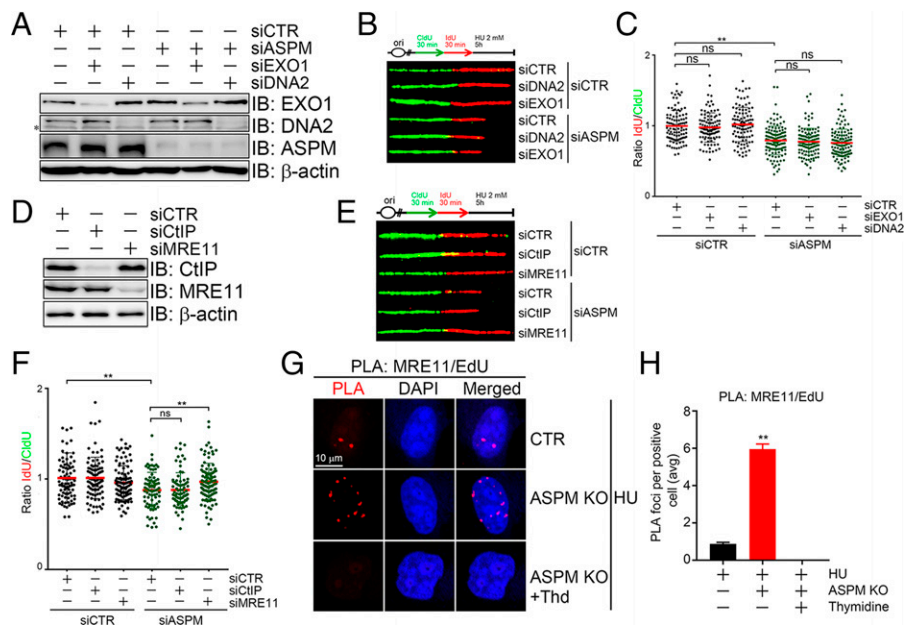 A
+ + + − − − siCTR
− − − + + + siASPM
− + − − + − siEXO1
− − + − − + siDNA2
IB: EXO1
* IB: DNA2
IB: ASPM
IB: β-actin
B
ori
CldU
30 min
IdU
30 min
HU 2 mM
5h
siCTR
siDNA2
siEXO1
siCTR
siCTR
siDNA2
siEXO1
siASPM
C
**
ns
ns
ns
ns
Ratio IdU/CldU
2
1
0
+ + siCTR
+ + siEXO1
+ + siDNA2
siCTR
siASPM
D
+ siCTR
+ siCtIP
+ siMRE11
IB: CtIP
IB: MRE11
IB: β-actin
E
ori
CldU
30 min
IdU
30 min
HU 2 mM
5h
siCTR
siCtIP
siMRE11
siCTR
siCTR
siCtIP
siMRE11
siASPM
F
**
**
ns
Ratio IdU/CldU
2
1
0
siCTR + +
siCtIP + +
siMRE11 + +
siCTR
siASPM
G
PLA: MRE11/EdU
PLA DAPI Merged
10 µm
CTR
ASPM KO
ASPM KO
+Thd
HU
H
PLA: MRE11/EdU
**
PLA foci per positive
cell (avg)
9
6
3
0
+ + + HU
+ + ASPM KO
+ Thymidine